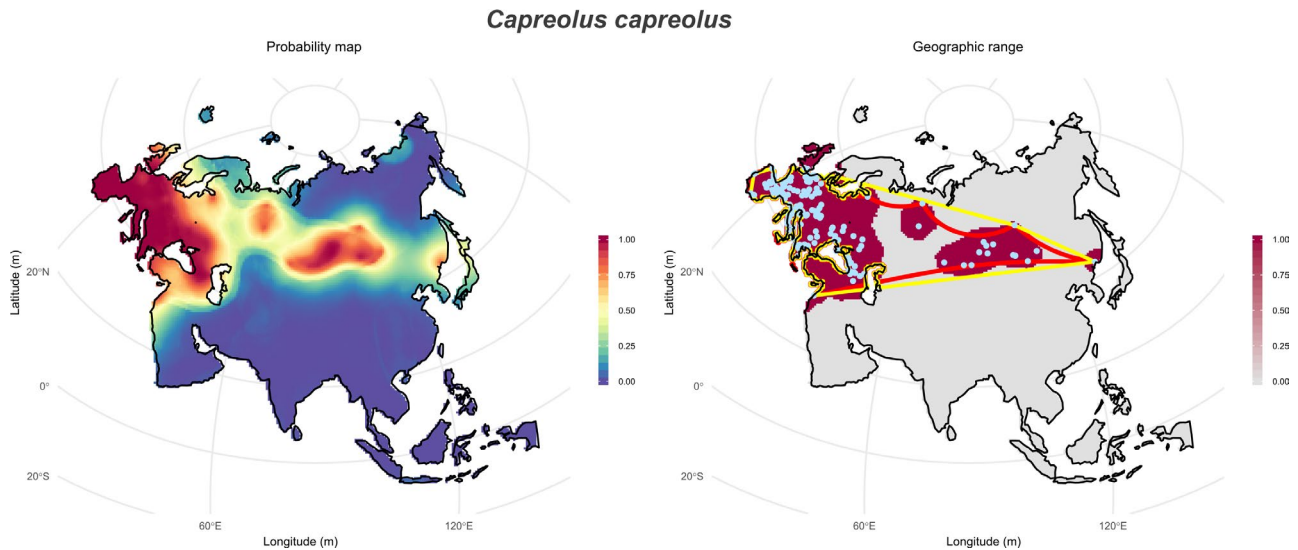 Capreolus capreolus
Probability map
Geographic range
Latitude (m)
20°N
0°
20°S
60°E
120°E
Longitude (m)
1.00
0.75
0.50
0.25
0.00
Latitude (m)
20°N
0°
20°S
60°E
120°E
Longitude (m)
1.00
0.75
0.50
0.25
0.00